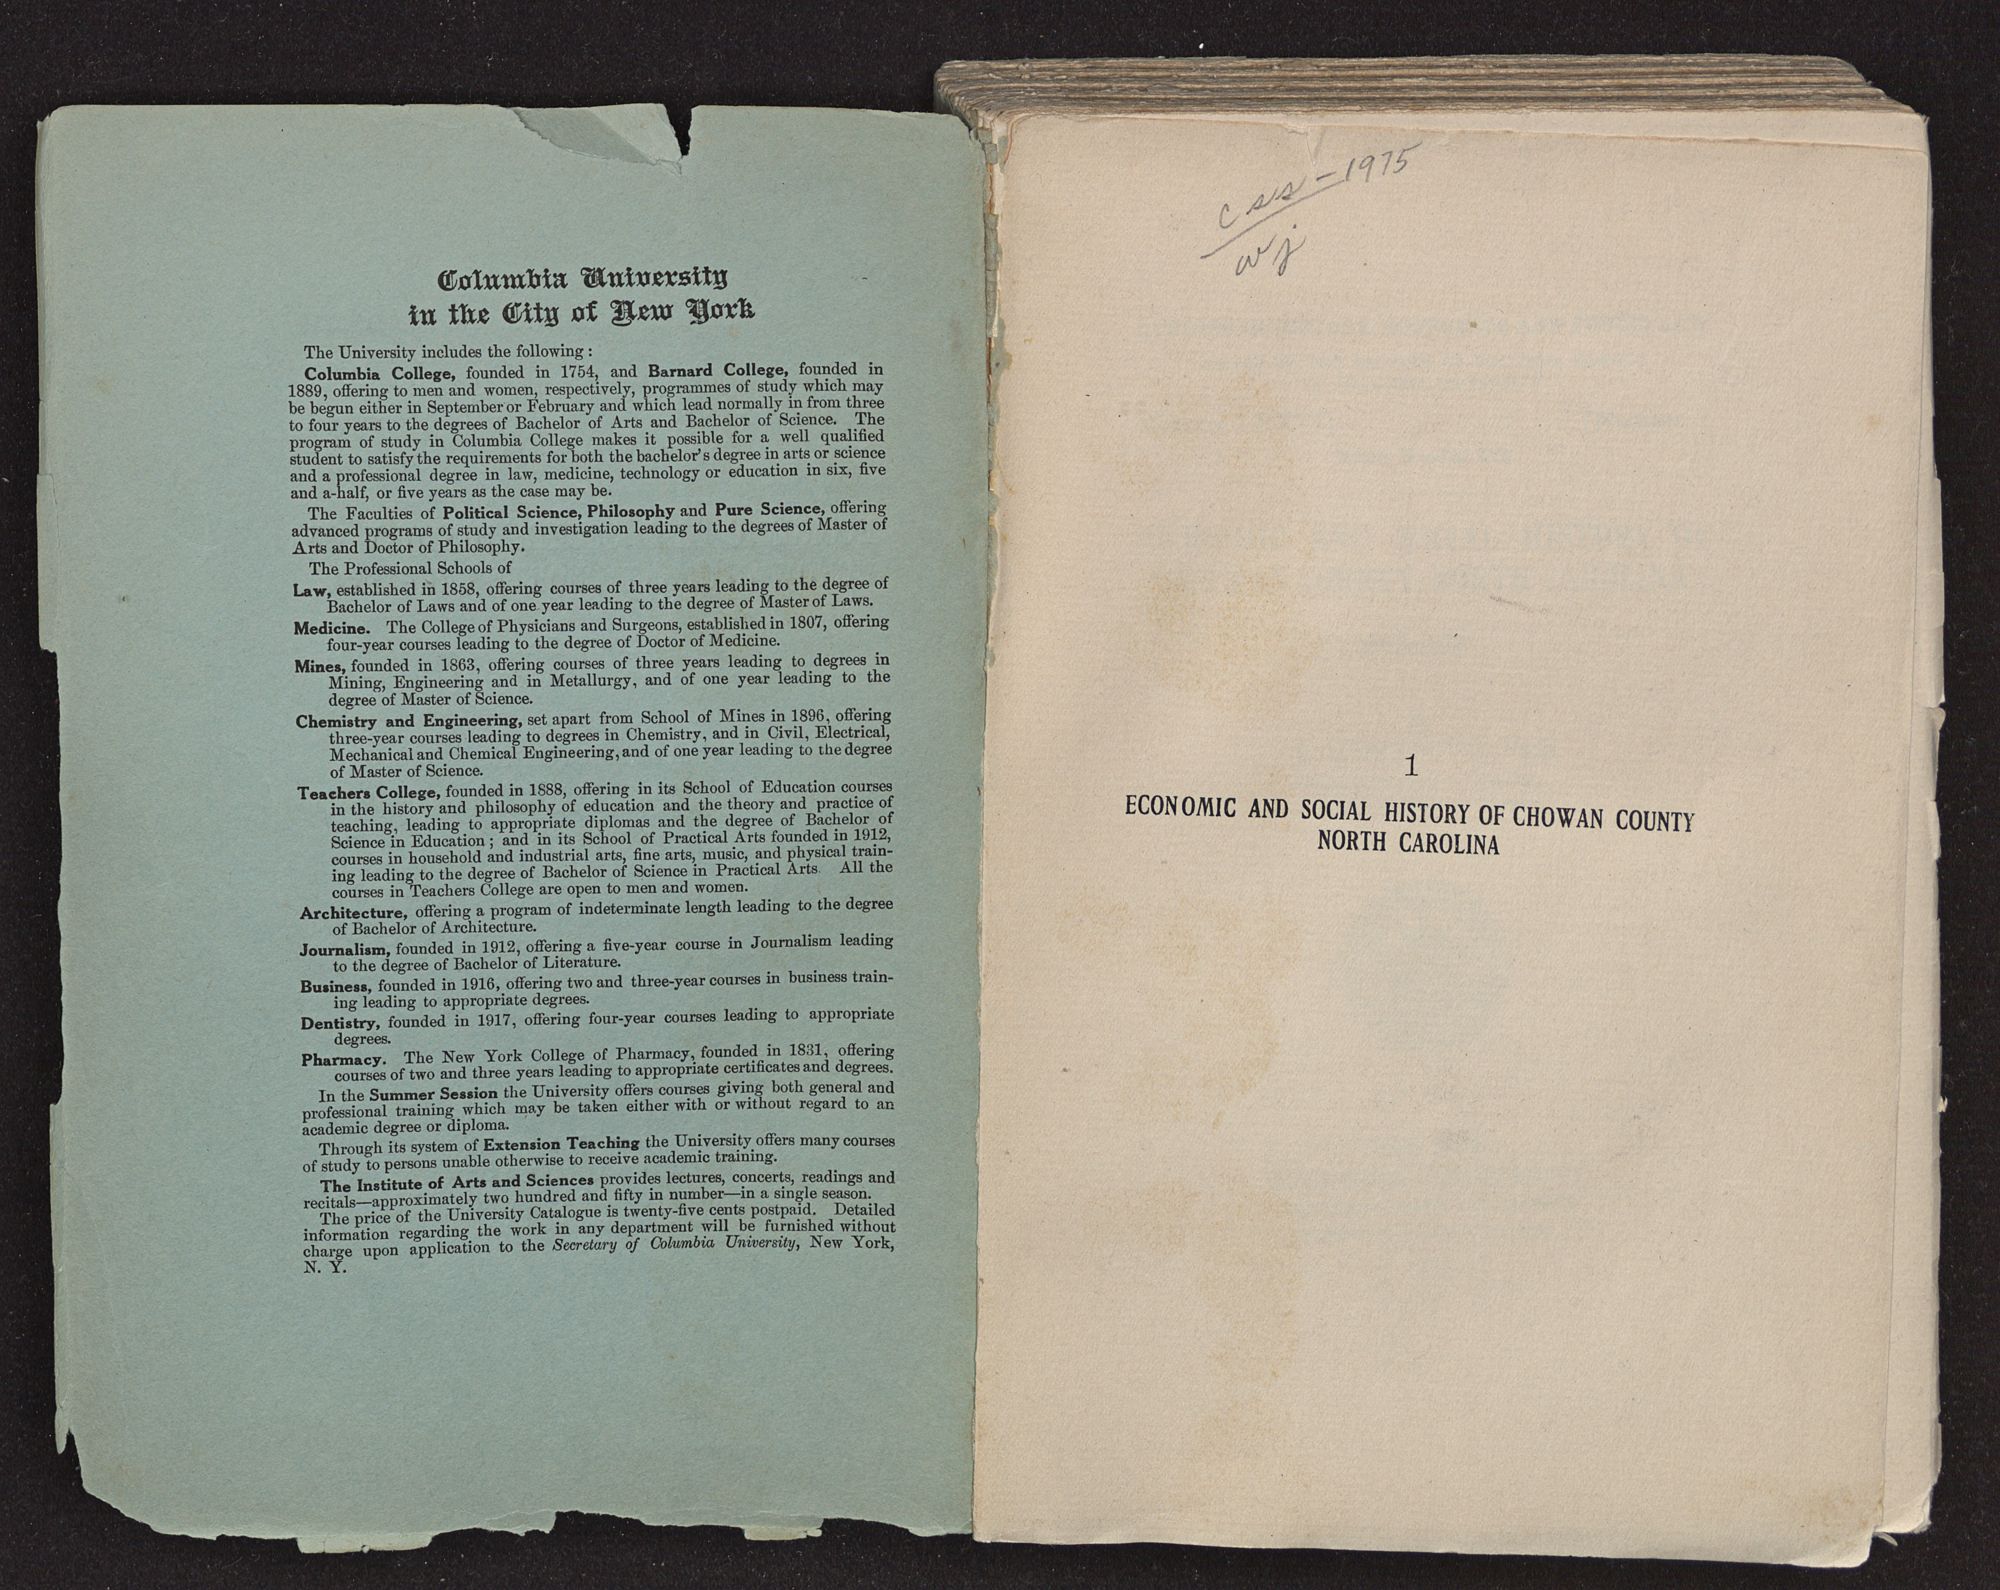 Columbia University
in the City of New York
The University includes the following :
Columbia College, founded in 1754, and Barnard College, founded in
1889, offering to men and women, respectively, programmes of study which may
be begun either in September or February and which lead normally in from three
to four years to the degrees of Bachelor of Arts and Bachelor of Science. The
program of study in Columbia College makes it possible for a well qualified
student to satisfy the requirements for both the bachelor's degree in arts or science
and a professional degree in law, medicine, technology or education in six, five
and a-half, or five years as the case may be.
The Faculties of Political Science, Philosophy and Pure Science, offering
advanced programs of study and investigation leading to the degrees of Master of
Arts and Doctor of Philosophy.
The Professional Schools of
Law, established in 1858, offering courses of three years leading to the degree of
Bachelor of Laws and of one year leading to the degree of Master of Laws.
Medicine. The College of Physicians and Surgeons, established in 1807, offering
four-year courses leading to the degree of Doctor of Medicine.
Mines, founded in 1863, offering courses of three years leading to degrees in
Mining, Engineering and in Metallurgy, and of one year leading to the
degree of Master of Science.
Chemistry and Engineering, set apart from School of Mines in 1896, offering
three-year courses leading to degrees in Chemistry, and in Civil, Electrical,
Mechanical and Chemical Engineering, and of one year leading to the degree
of Master of Science.
Teachers College, founded in 1888, offering in its School of Education courses
in the history and philosophy of education and the theory and practice of
teaching, leading to appropriate diplomas and the degree of Bachelor of
Science in Education ; and in its School of Practical Arts founded in 1912,
courses in household and industrial arts, fine arts, music, and physical train-
ing leading to the degree of Bachelor of Science in Practical Arts. All the
courses in Teachers College are open to men and women.
Architecture, offering a program of indeterminate length leading to the degree
of Bachelor of Architecture.
Journalism, founded in 1912, offering a five-year course in Journalism leading
to the degree of Bachelor of Literature.
Business, founded in 1916, offering two and three-year courses in business train-
ing leading to appropriate degrees.
Dentistry, founded in 1917, offering four-year courses leading to appropriate
degrees.
Pharmacy. The New York College of Pharmacy, founded in 1831, offering
courses of two and three years leading to appropriate certificates and degrees.
In the Summer Session the University offers courses giving both general and
professional training which may be taken either with or without regard to an
academic degree or diploma.
Through its system of Extension Teaching the University offers many courses
of study to persons unable otherwise to receive academic training.
The Institute of Arts and Sciences provides lectures, concerts, readings and
recitals—approximately two hundred and fifty in number—in a single season.
The price of the University Catalogue is twenty-five cents postpaid. Detailed
information regarding the work in any department will be furnished without
charge upon application to the Secretary of Columbia University, New York,
N. Y.
css - 1975
wj
1
ECONOMIC AND SOCIAL HISTORY OF CHOWAN COUNTY
NORTH CAROLINA